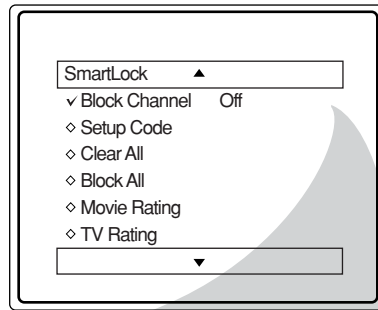 SmartLock
Block Channel Off
Setup Code
Clear All
Block All
Movie Rating
TV Rating